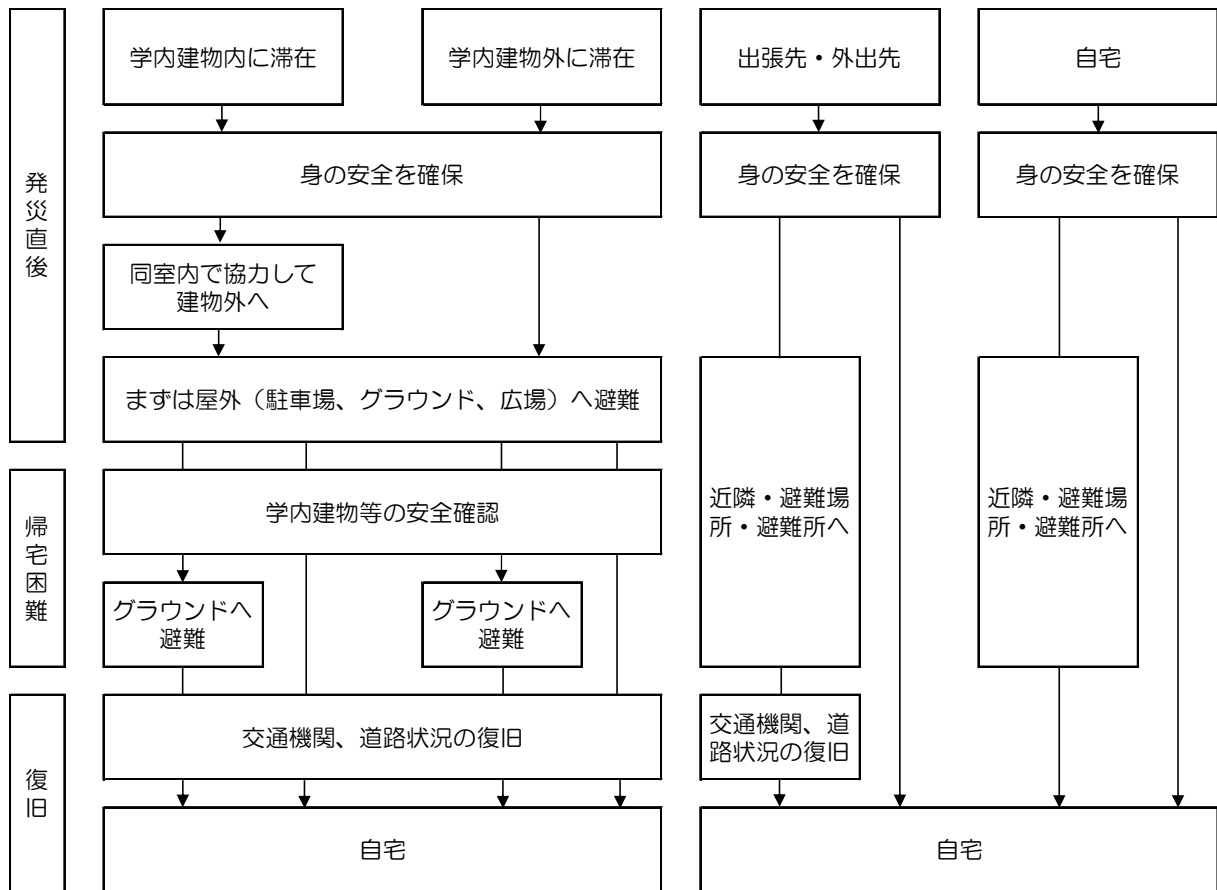 発災直後
学内建物内に滞在
学内建物外に滞在
出張先・外出先
自宅
身の安全を確保
身の安全を確保
身の安全を確保
同室内で協力して
建物外へ
まずは屋外（駐車場、グラウンド、広場）へ避難
帰宅困難
学内建物等の安全確認
近隣・避難場
所・避難所へ
近隣・避難場
所・避難所へ
グラウンドへ
避難
グラウンドへ
避難
復旧
交通機関、道路状況の復旧
交通機関、道
路状況の復旧
自宅
自宅